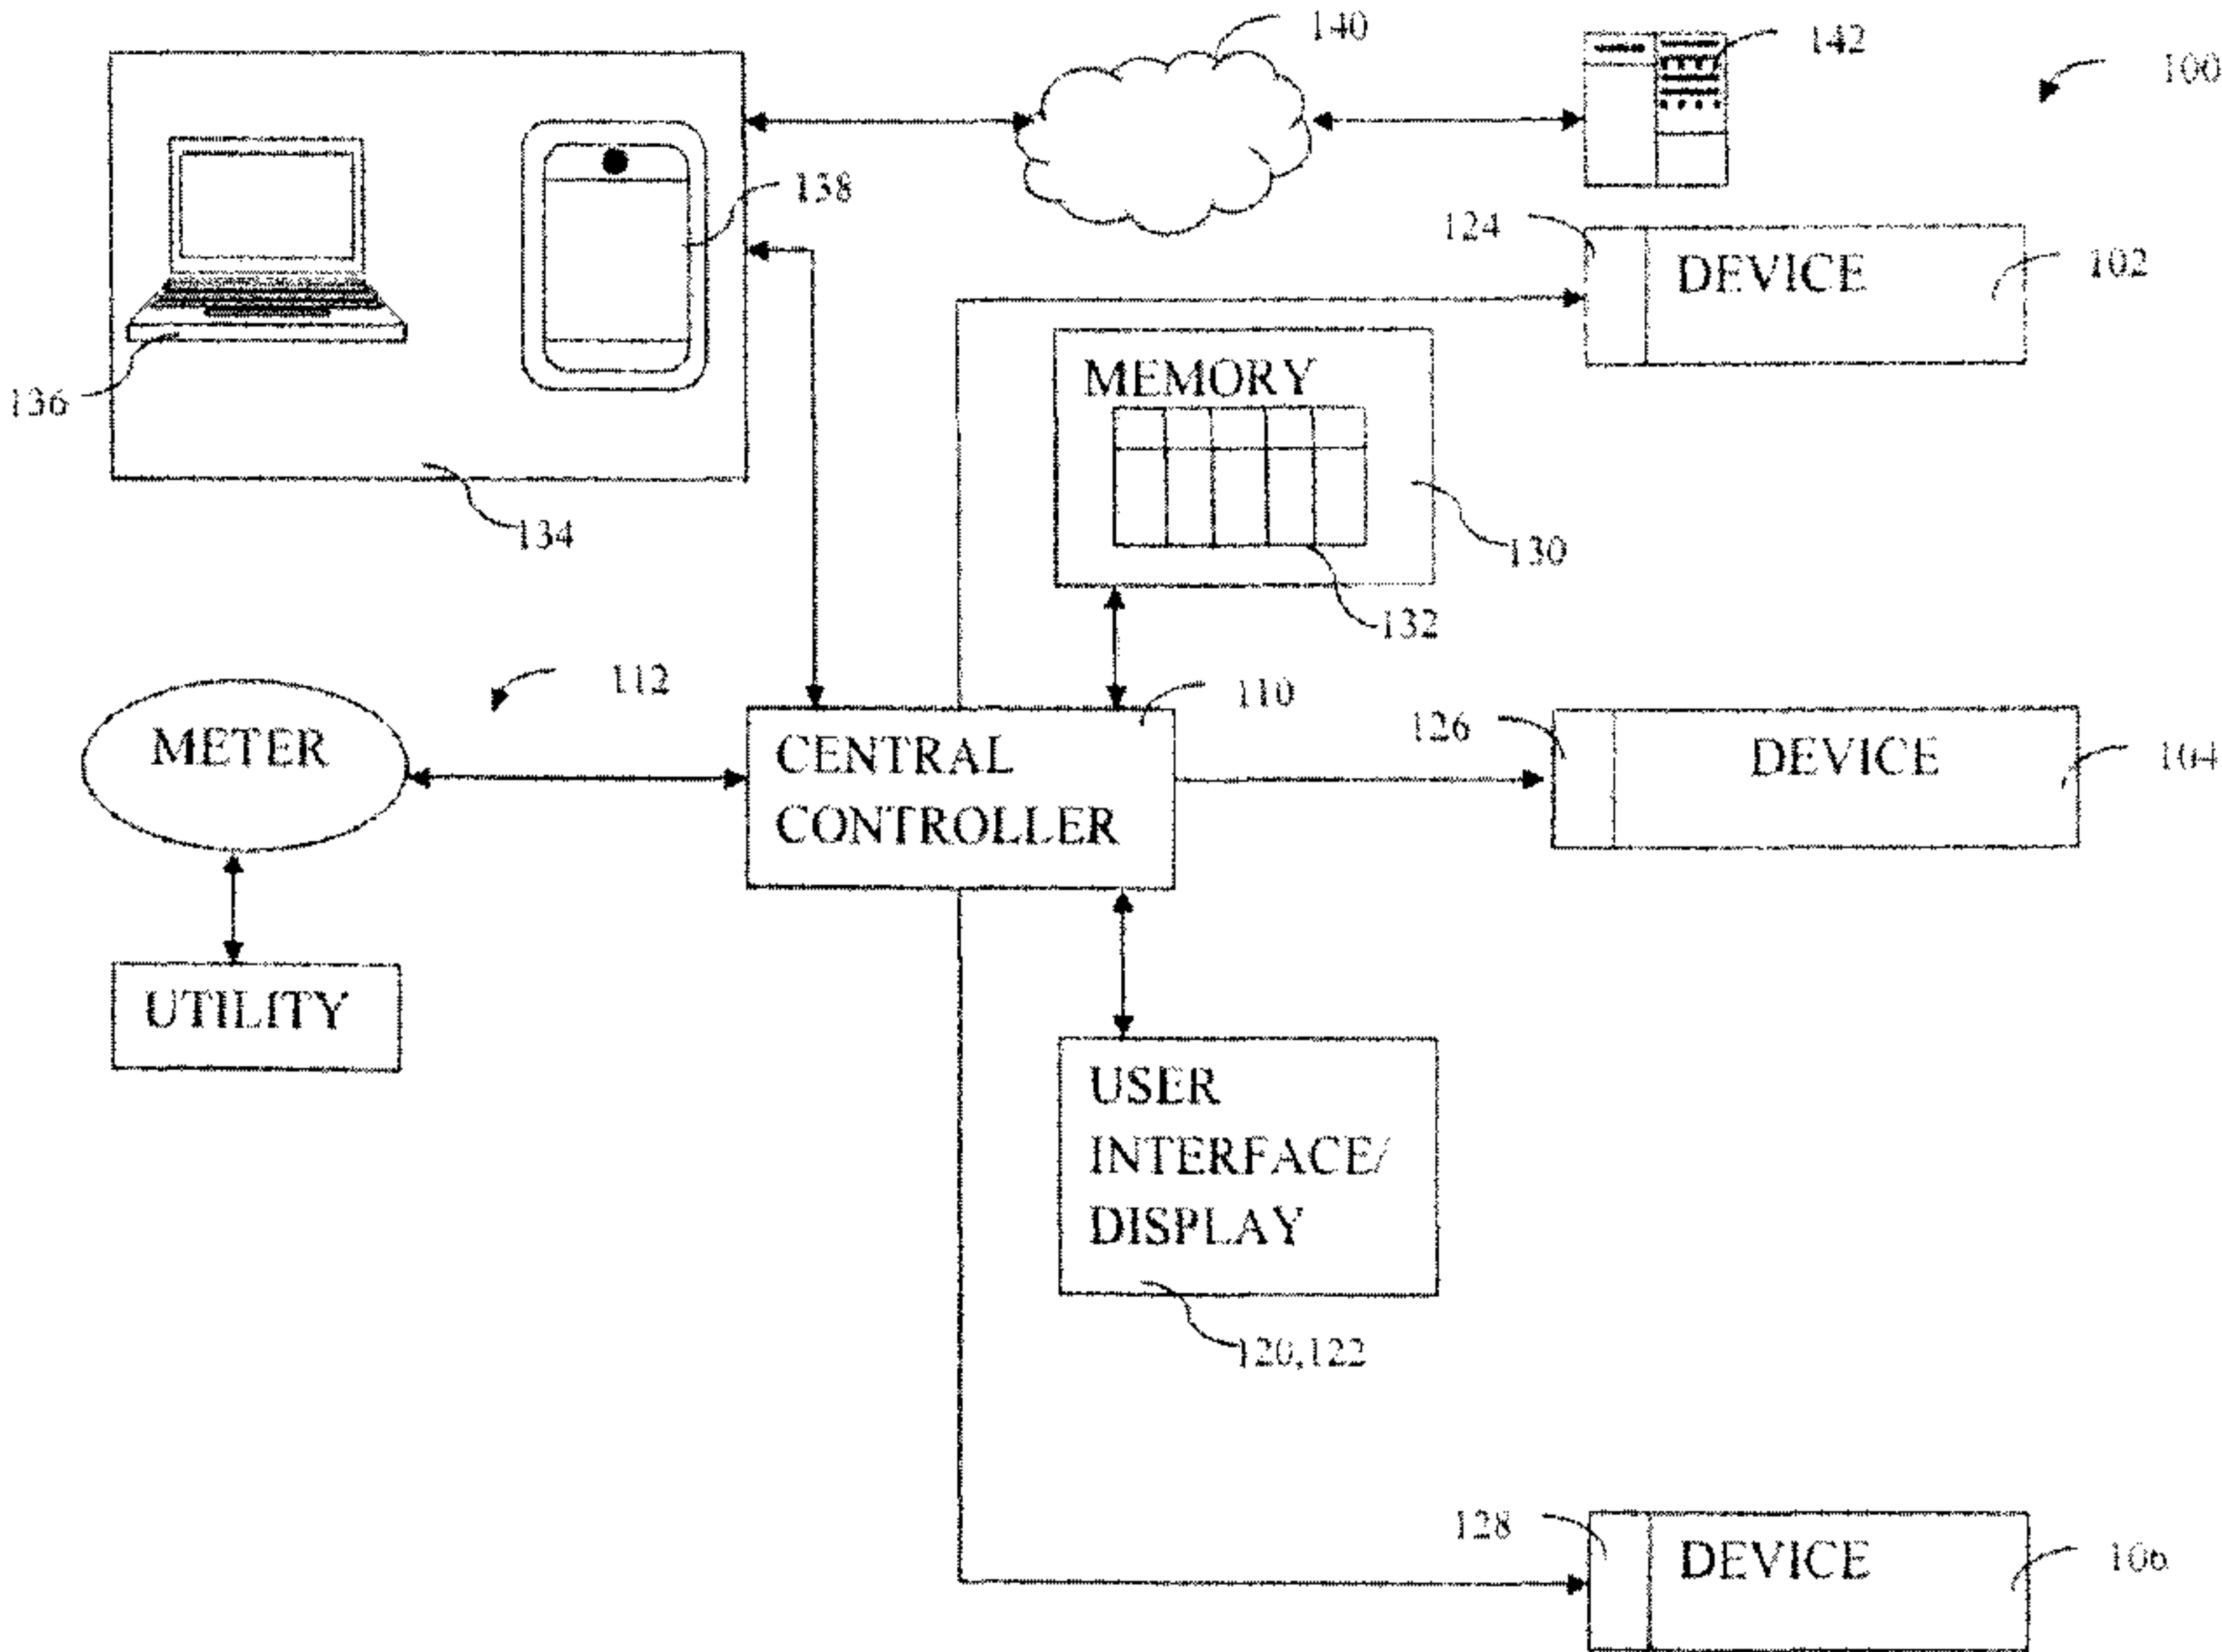 140
142
100
138
124
DEVICE
102
MEMORY
136
134
130
132
112
110
METER
CENTRAL
CONTROLLER
126
DEVICE
104
UTILITY
USER
INTERFACE/
DISPLAY
120,122
128
DEVICE
106